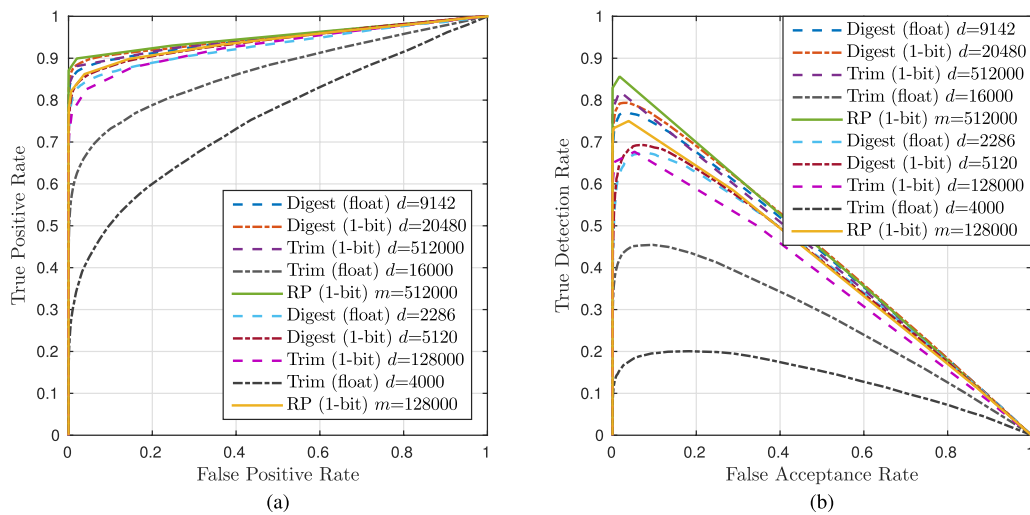 1
0.9
0.8
0.7
0.6
0.5
0.4
0.3
0.2
0.1
0
True Positive Rate
Digest (float) d=9142
Digest (1-bit) d=20480
Trim (1-bit) d=512000
Trim (float) d=16000
RP (1-bit) m=512000
Digest (float) d=2286
Digest (1-bit) d=5120
Trim (1-bit) d=128000
Trim (float) d=4000
RP (1-bit) m=128000
0 0.2 0.4 0.6 0.8 1
False Positive Rate
(a)
1
0.9
0.8
0.7
0.6
0.5
0.4
0.3
0.2
0.1
0
True Detection Rate
Digest (float) d=9142
Digest (1-bit) d=20480
Trim (1-bit) d=512000
Trim (float) d=16000
RP (1-bit) m=512000
Digest (float) d=2286
Digest (1-bit) d=5120
Trim (1-bit) d=128000
Trim (float) d=4000
RP (1-bit) m=128000
0 0.2 0.4 0.6 0.8 1
False Acceptance Rate
(b)